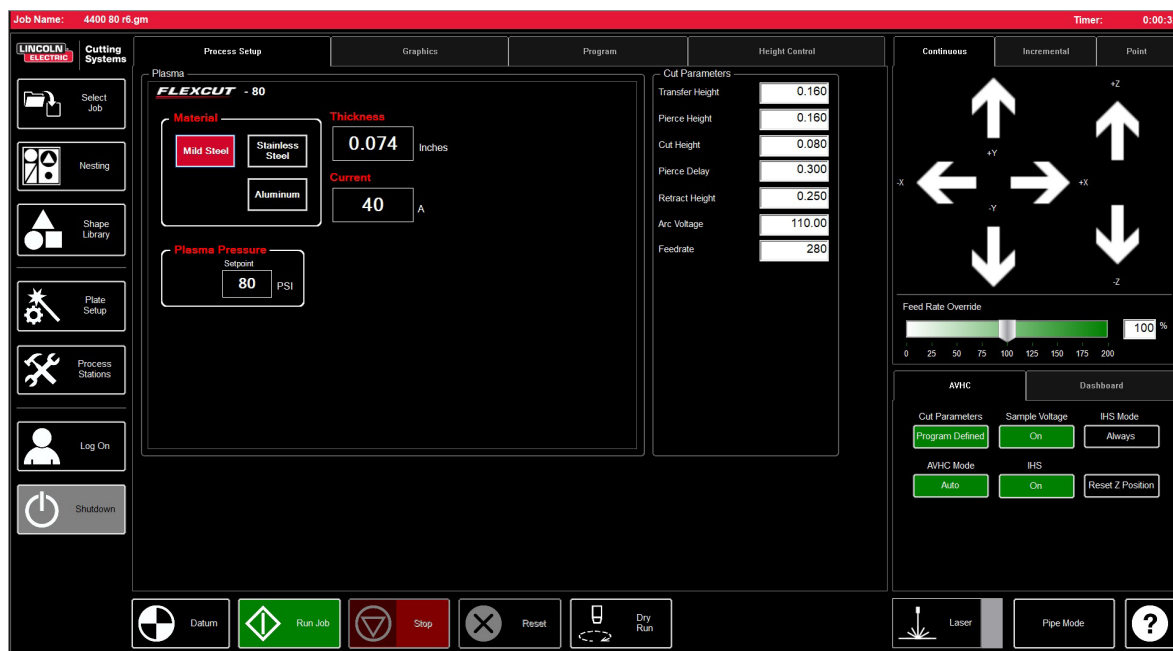 Job Name: 4400 80 r6.gm
Timer: 0:00:3
LINCOLN ELECTRIC
Cutting Systems
Select Job
Nesting
Shape Library
Plate Setup
Process Stations
Log On
Shutdown
Process Setup
Graphics
Program
Height Control
Plasma
FLEXCUT - 80
Material
Mild Steel
Stainless Steel
Aluminum
Thickness
0.074 Inches
Current
40 A
Plasma Pressure
Setpoint
80 PSI
Cut Parameters
Transfer Height 0.160
Pierce Height 0.160
Cut Height 0.080
Pierce Delay 0.300
Retract Height 0.250
Arc Voltage 110.00
Feedrate 280
Continuous
Incremental
Point
+Z
+Y
-X
+X
-Y
-Z
Feed Rate Override
100 %
0 25 50 75 100 125 150 175 200
AVHC
Dashboard
Cut Parameters
Sample Voltage
IHS Mode
Program Defined
On
Always
AVHC Mode
IHS
Auto
On
Reset Z Position
Datum
Run Job
Stop
Reset
Dry Run
Laser
Pipe Mode
?